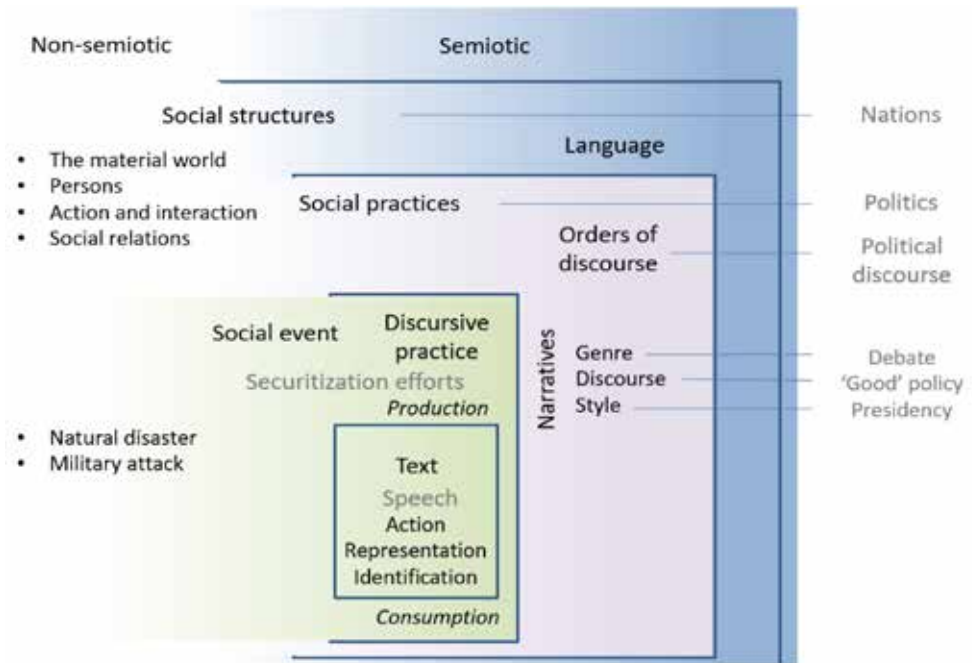 Non-semiotic
Semiotic
Social structures
Nations
Language
• The material world
• Persons
• Action and interaction
• Social relations
Social practices
Politics
Orders of
discourse
Political
discourse
Social event
Discursive
practice
Securitization efforts
Production
Narratives
Genre
Discourse
Style
Debate
‘Good’ policy
Presidency
• Natural disaster
• Military attack
Text
Speech
Action
Representation
Identification
Consumption